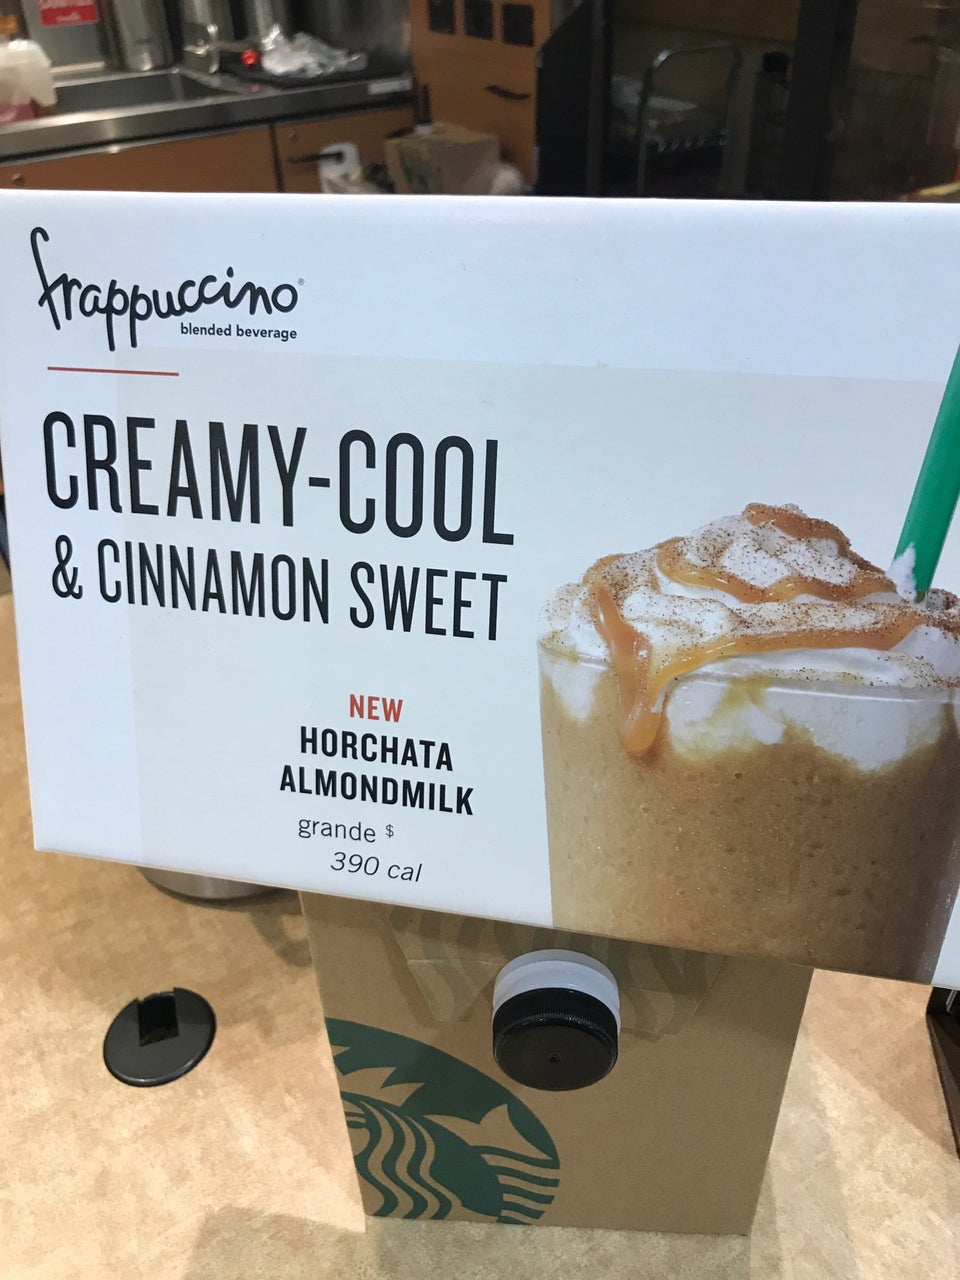 frappuccino®
blended beverage
CREAMY-COOL
& CINNAMON SWEET
NEW
HORCHATA
ALMONDMILK
grande $
390 cal